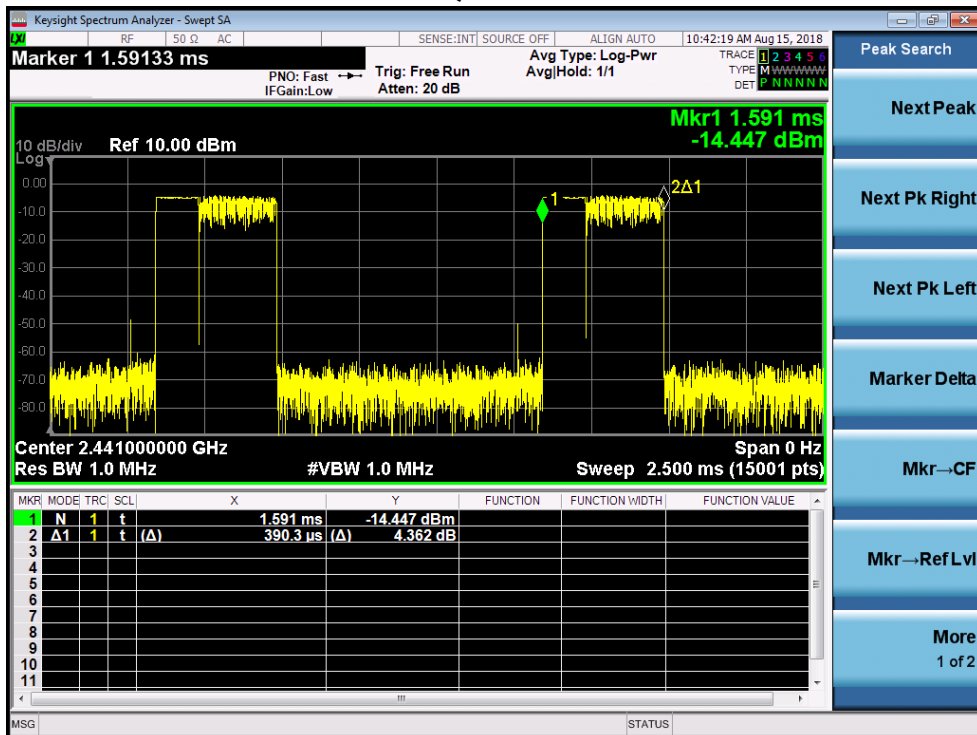 Keysight Spectrum Analyzer - Swept SA
LXI RF 50 Ω AC SENSE:INT SOURCE OFF ALIGN AUTO 10:42:19 AM Aug 15, 2018
Marker 1 1.59133 ms
PNO: Fast
IFGain:Low
Trig: Free Run
Atten: 20 dB
Avg Type: Log-Pwr
Avg|Hold: 1/1
TRACE 1 2 3 4 5 6
TYPE M WWWWW
DET P N N N N N
Peak Search
Next Peak
Next Pk Right
Next Pk Left
Marker Delta
Mkr→CF
Mkr→Ref Lvl
More
1 of 2
Mkr1 1.591 ms
-14.447 dBm
10 dB/div Ref 10.00 dBm
Log
0.00
-10.0
-20.0
-30.0
-40.0
-50.0
-60.0
-70.0
-80.0
1
2Δ1
Center 2.441000000 GHz Span 0 Hz
Res BW 1.0 MHz #VBW 1.0 MHz Sweep 2.500 ms (15001 pts)
MKR MODE TRC SCL X Y FUNCTION FUNCTION WIDTH FUNCTION VALUE
1 N 1 t 1.591 ms -14.447 dBm
2 Δ1 1 t (Δ) 390.3 µs (Δ) 4.362 dB
3
4
5
6
7
8
9
10
11
MSG STATUS